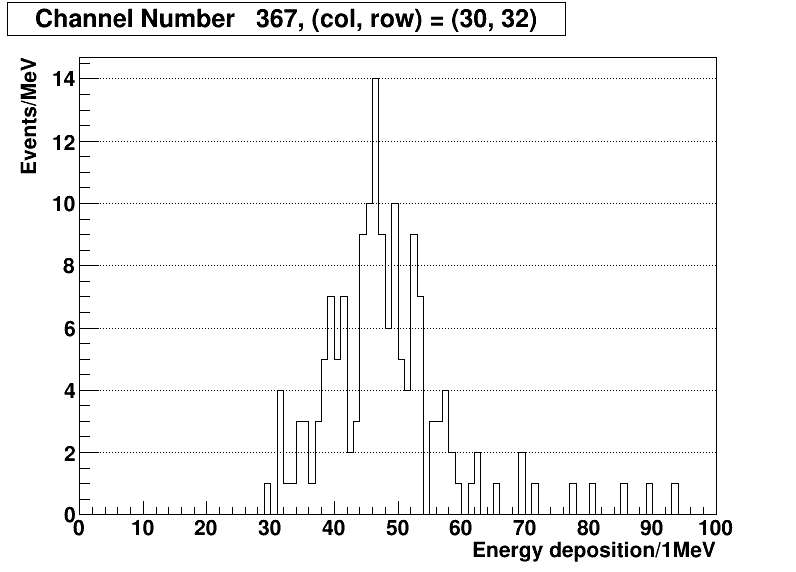 Channel Number 367, (col, row) = (30, 32)
Events/MeV
14
12
10
8
6
4
2
0
0 10 20 30 40 50 60 70 80 90 100
Energy deposition/1MeV